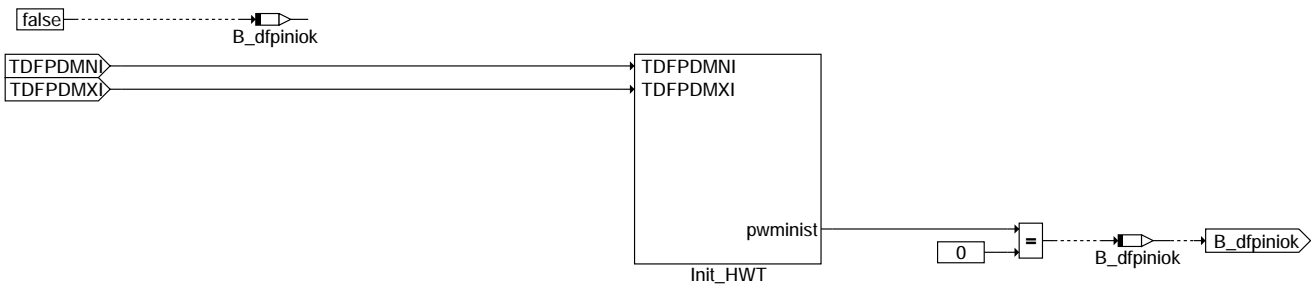 false
B_dfpiniok
TDFPDMNI
TDFPDMXI
TDFPDMNI
TDFPDMXI
pwminist
Init_HWT
0
=
B_dfpiniok
B_dfpiniok